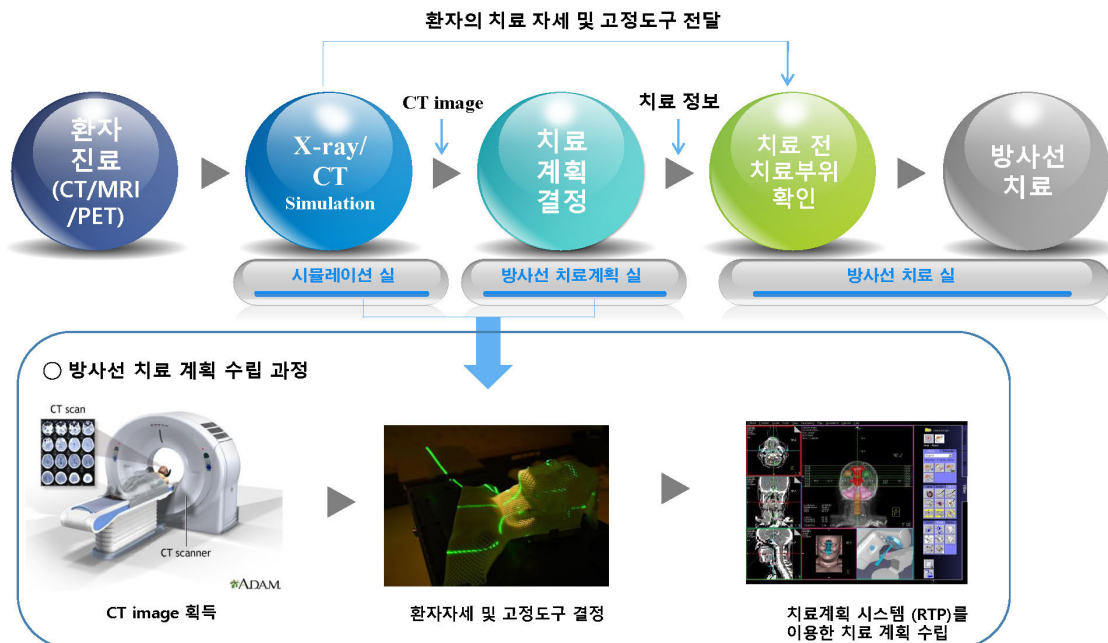 환자의 치료 자세 및 고정도구 전달
CT image
치료 정보
환자
진료
(CT/MRI
/PET)
X-ray/
CT
Simulation
치료
계획
결정
치료 전
치료부위
확인
방사선
치료
시뮬레이션 실
방사선 치료계획 실
방사선 치료 실
○ 방사선 치료 계획 수립 과정
CT scan
CT scanner
ADAM
CT image 획득
환자자세 및 고정도구 결정
치료계획 시스템 (RTP)를
이용한 치료 계획 수립